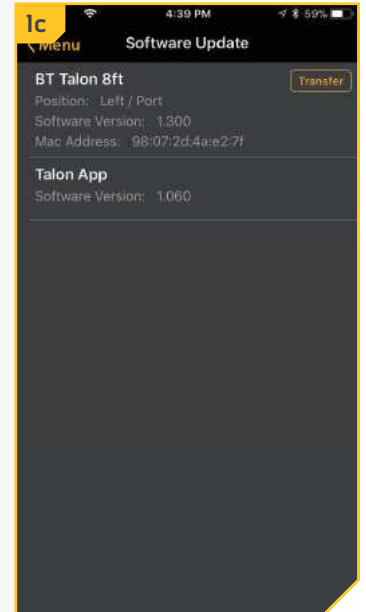 1c
4:39 PM
59%
Menu
Software Update
BT Talon 8ft
Transfer
Position: Left / Port
Software Version: 1.300
Mac Address: 98:07:2d:4a:e2:7f
Talon App
Software Version: 1.060